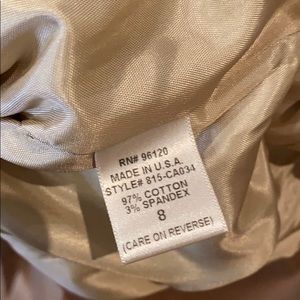 RN# 96120
MADE IN U.S.A.
STYLE# 815-CA034
97% COTTON
3% SPANDEX
8
(CARE ON REVERSE)